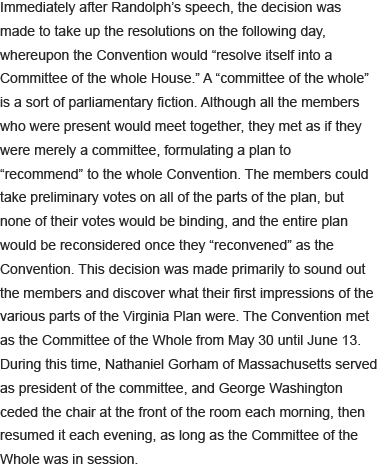 Immediately after Randolph’s speech, the decision was
made to take up the resolutions on the following day,
whereupon the Convention would “resolve itself into a
Committee of the whole House.” A “committee of the whole”
is a sort of parliamentary fiction. Although all the members
who were present would meet together, they met as if they
were merely a committee, formulating a plan to
“recommend” to the whole Convention. The members could
take preliminary votes on all of the parts of the plan, but
none of their votes would be binding, and the entire plan
would be reconsidered once they “reconvened” as the
Convention. This decision was made primarily to sound out
the members and discover what their first impressions of the
various parts of the Virginia Plan were. The Convention met
as the Committee of the Whole from May 30 until June 13.
During this time, Nathaniel Gorham of Massachusetts served
as president of the committee, and George Washington
ceded the chair at the front of the room each morning, then
resumed it each evening, as long as the Committee of the
Whole was in session.